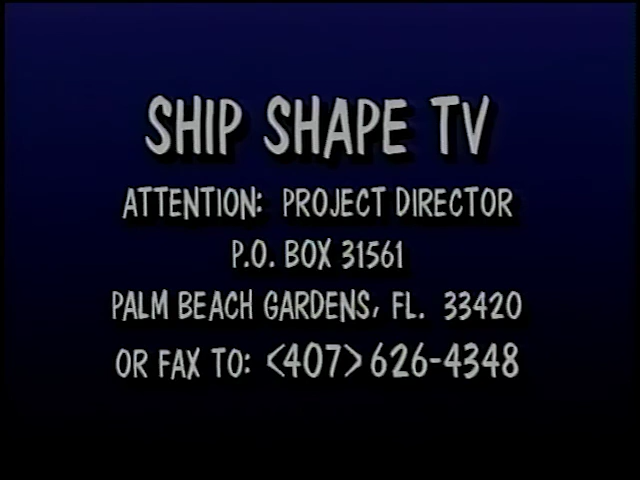 SHIP SHAPE TV
ATTENTION: PROJECT DIRECTOR
P.O. BOX 31561
PALM BEACH GARDENS, FL. 33420
OR FAX TO: <407> 626-4348